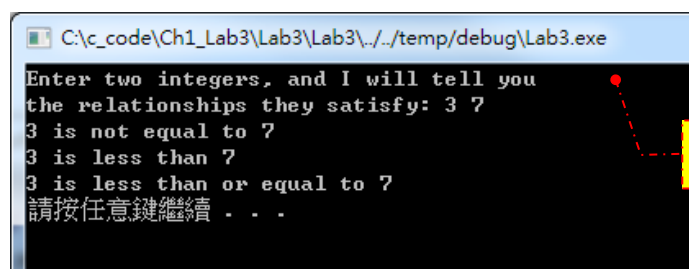 C:\c_code\Ch1_Lab3\Lab3\Lab3\../../temp/debug\Lab3.exe
Enter two integers, and I will tell you
the relationships they satisfy: 3 7
3 is not equal to 7
3 is less than 7
3 is less than or equal to 7
請按任意鍵繼續 . . .